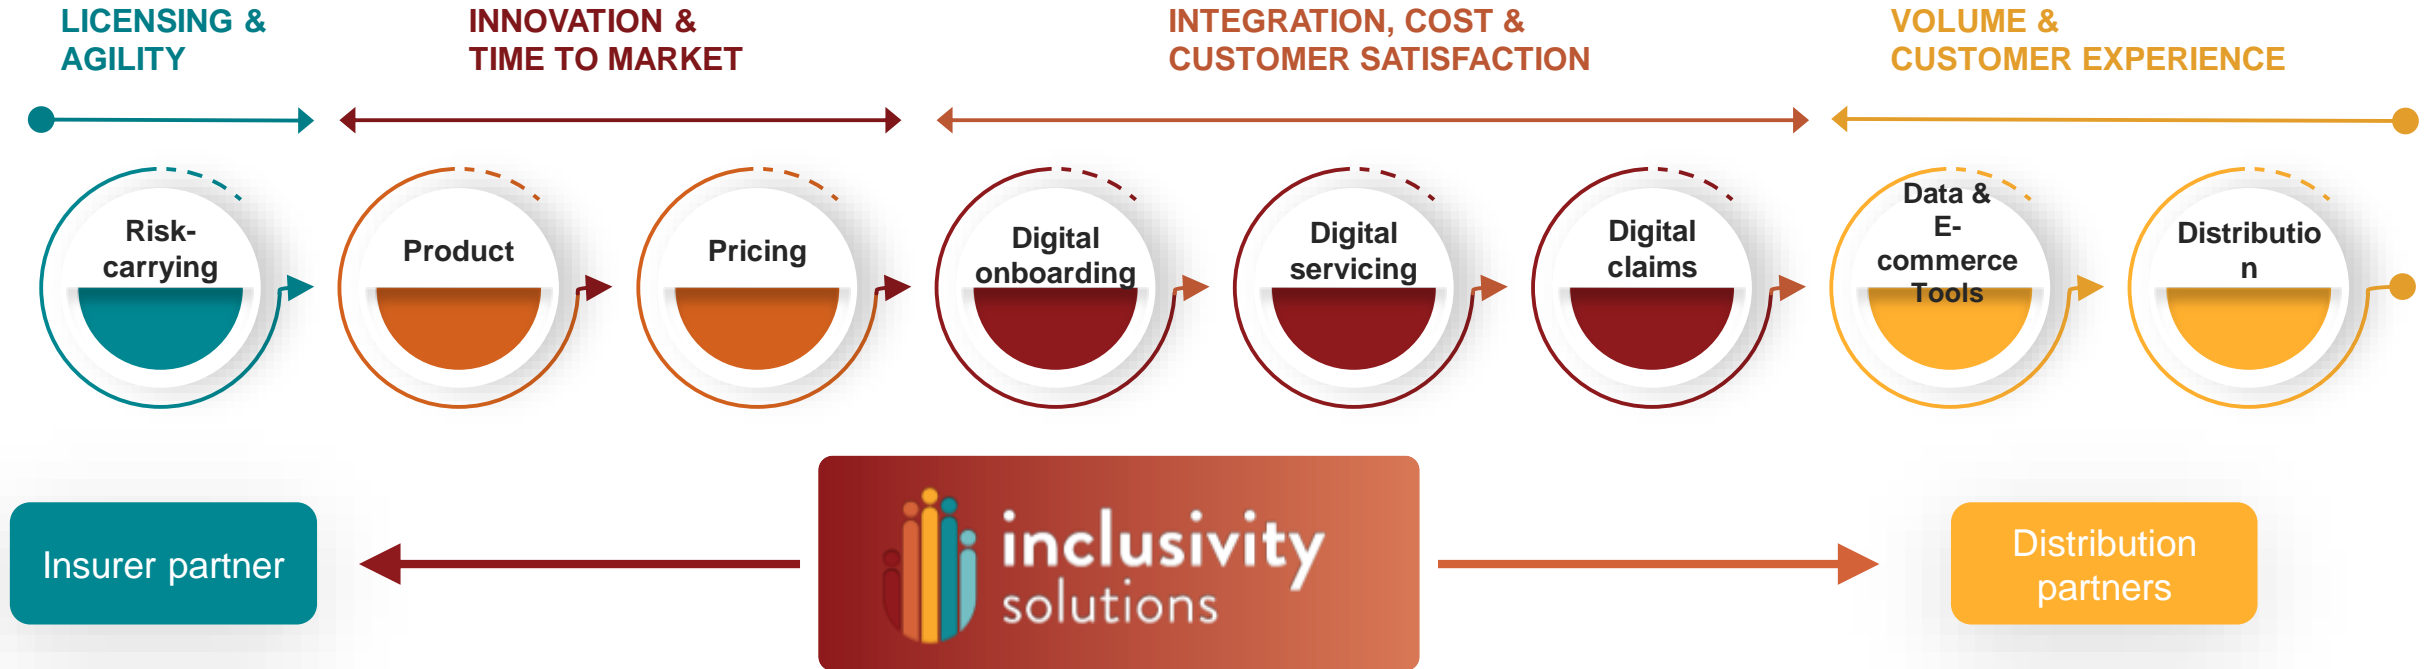 LICENSING &
AGILITY
INNOVATION &
TIME TO MARKET
INTEGRATION, COST &
CUSTOMER SATISFACTION
VOLUME &
CUSTOMER EXPERIENCE
Risk-
carrying
Product
Pricing
Digital
onboarding
Digital
servicing
Digital
claims
Data &
E-
commerce
Tools
Distributio
n
Insurer partner
inclusivity
solutions
Distribution
partners